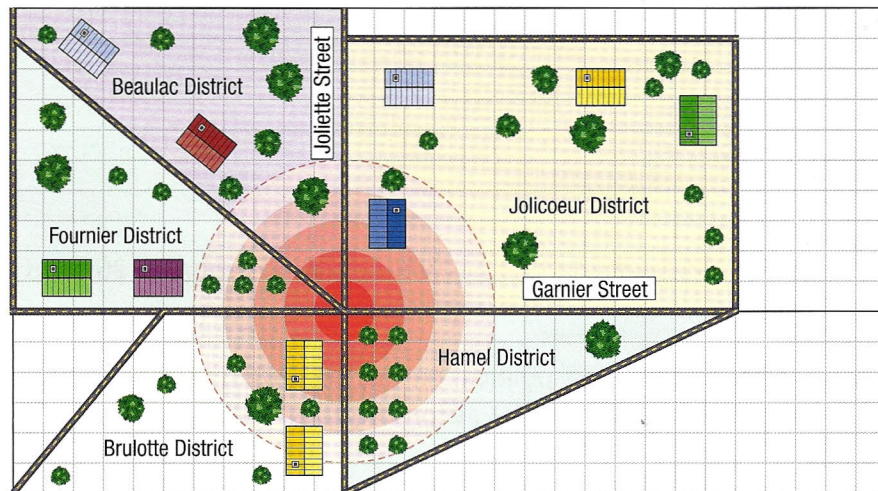 Joliette Street
Beaulac District
Jolicoeur District
Fournier District
Garnier Street
Hamel District
Brulotte District